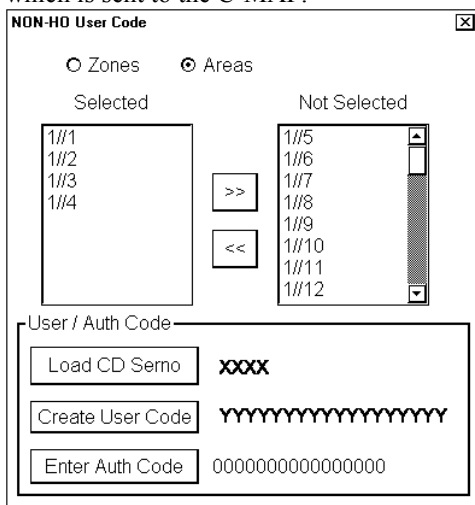 which is sent to the C-MAP.
NON-HO User Code
Zones Areas
Selected Not Selected
1//1
1//2
1//3
1//4
>>
<<
1//5
1//6
1//7
1//8
1//9
1//10
1//11
1//12
User / Auth Code
Load CD Serno XXXX
Create User Code YYYYYYYYYYYYYYYYYY
Enter Auth Code 0000000000000000